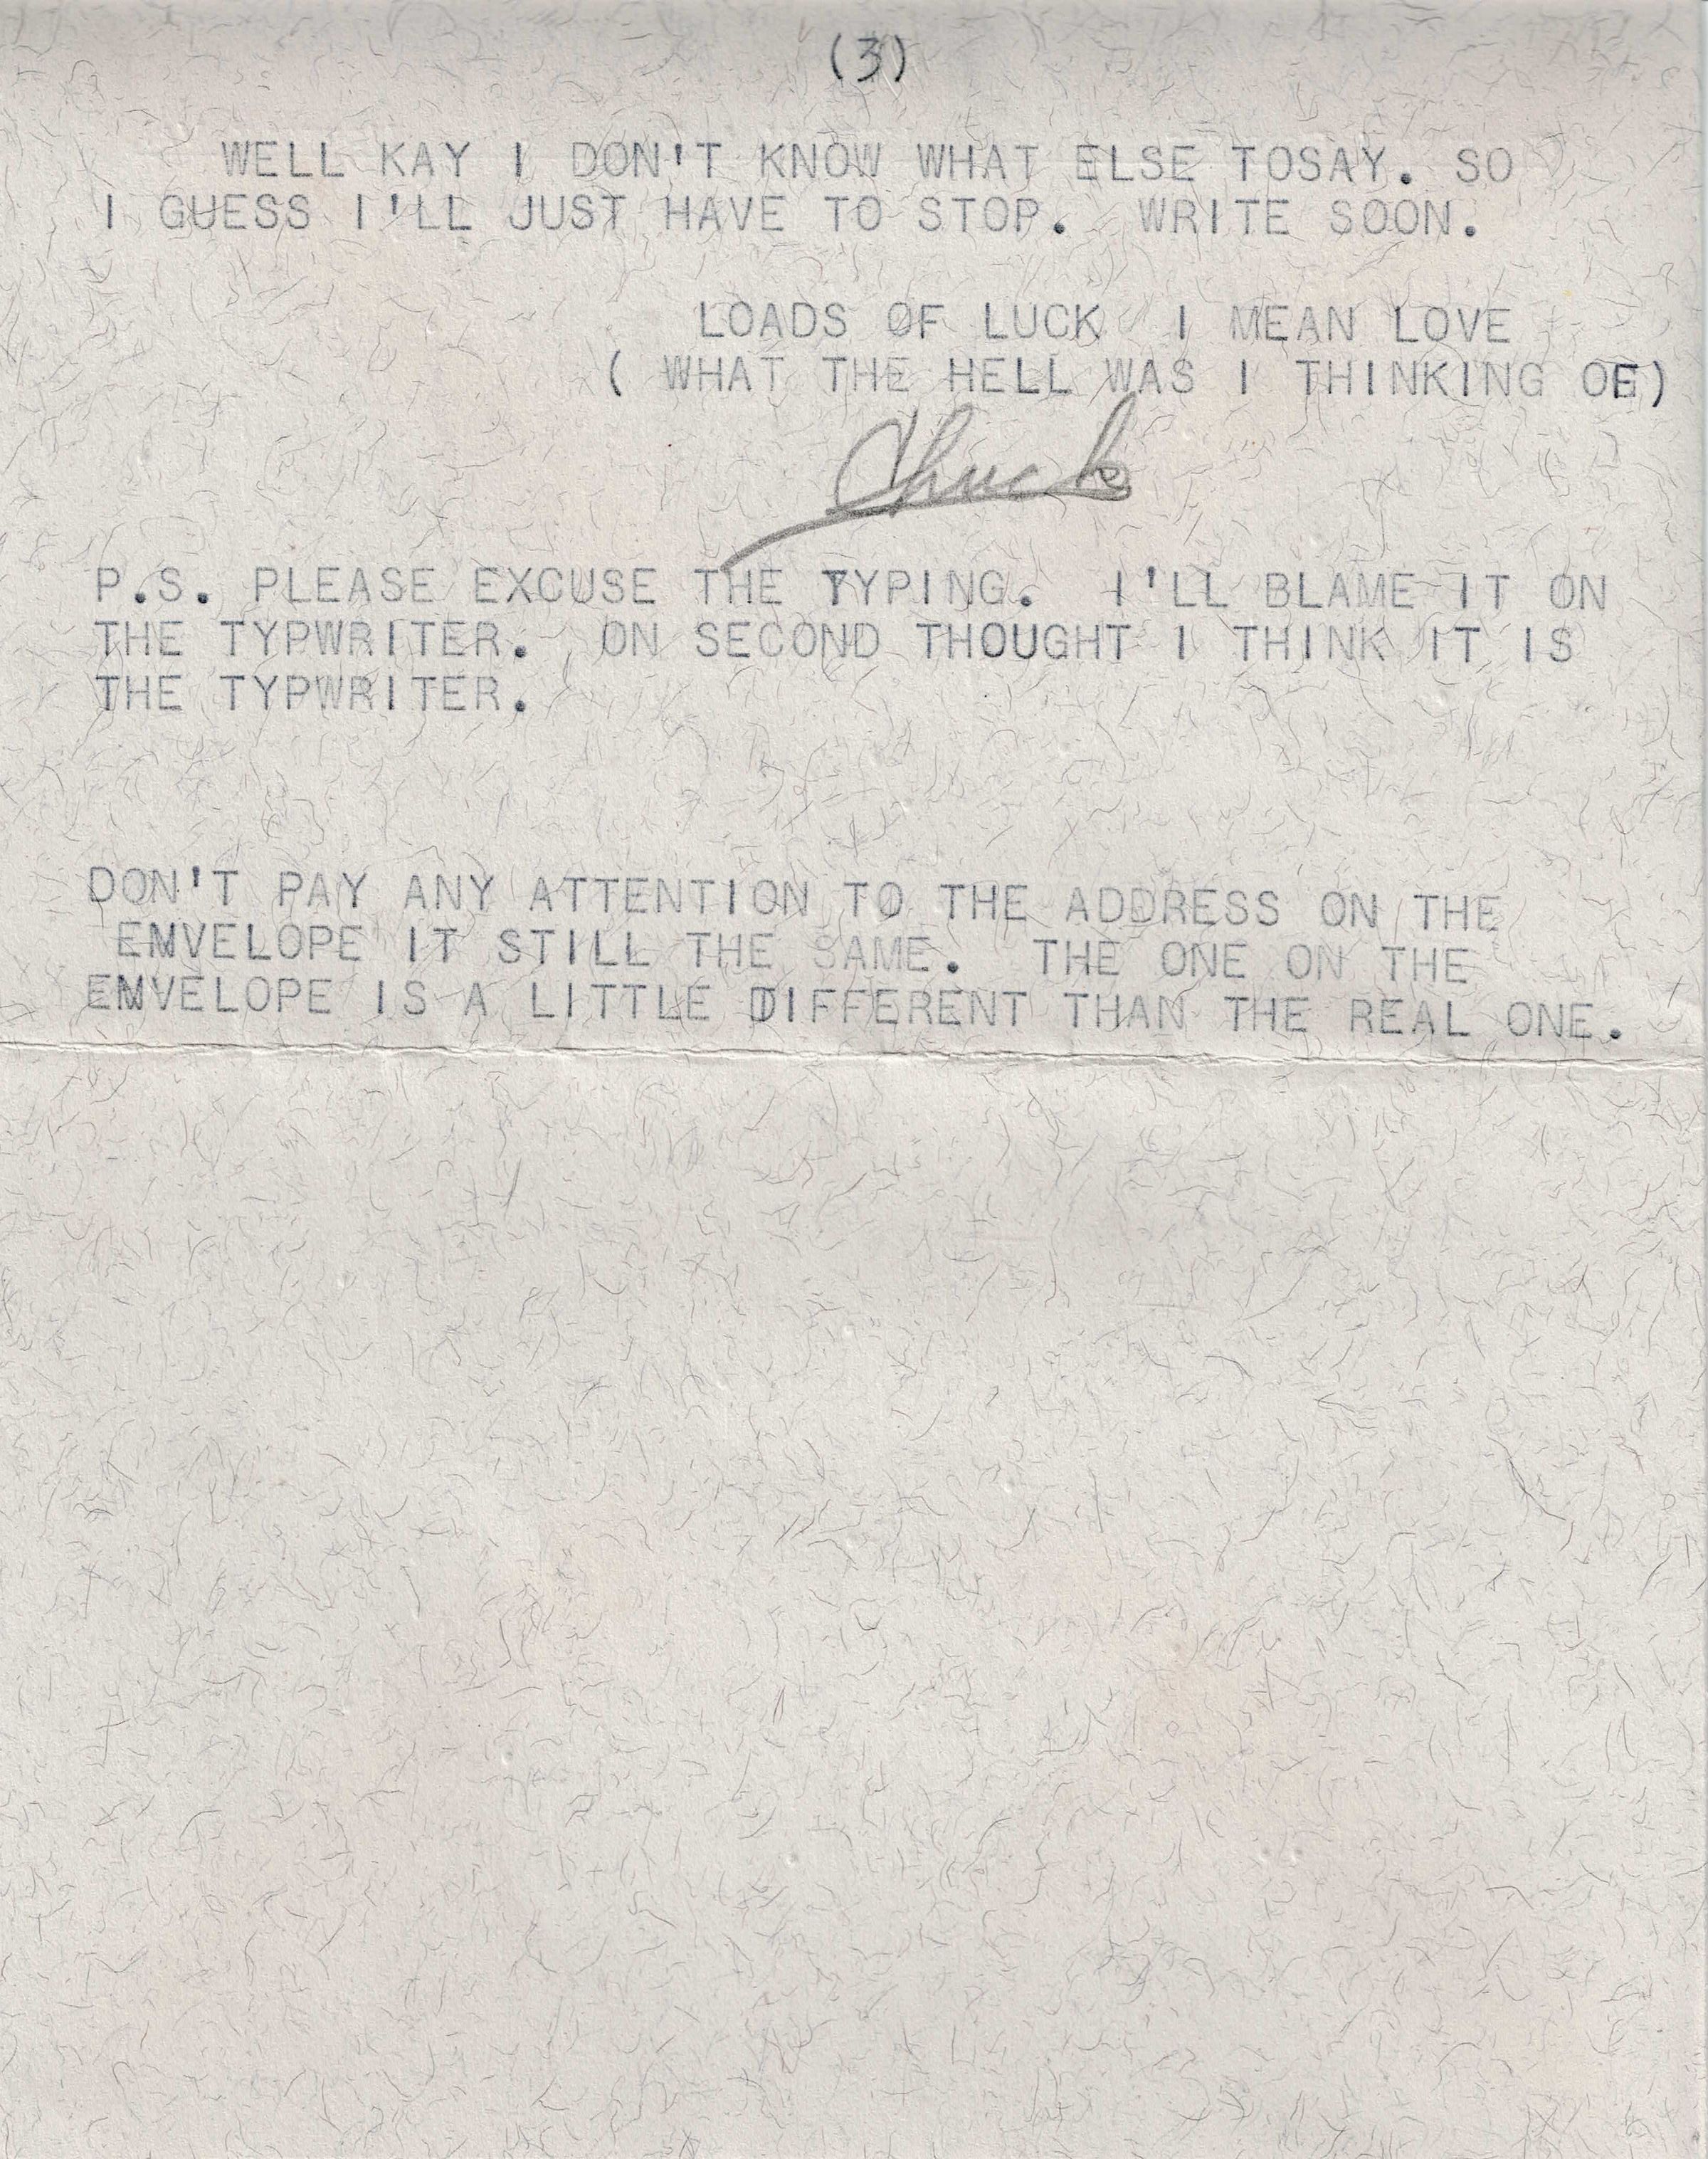 (3)
WELL KAY I DON'T KNOW WHAT ELSE TOSAY. SO
I GUESS I'LL JUST HAVE TO STOP. WRITE SOON.
LOADS OF LUCK I MEAN LOVE
( WHAT THE HELL WAS I THINKING OF)
Chuck
P.S. PLEASE EXCUSE THE TYPING. I'LL BLAME IT ON
THE TYPWRITER. ON SECOND THOUGHT I THINK IT IS
THE TYPWRITER.
DON'T PAY ANY ATTENTION TO THE ADDRESS ON THE
ENVELOPE IT STILL THE SAME. THE ONE ON THE
ENVELOPE IS A LITTLE DIFFERENT THAN THE REAL ONE.